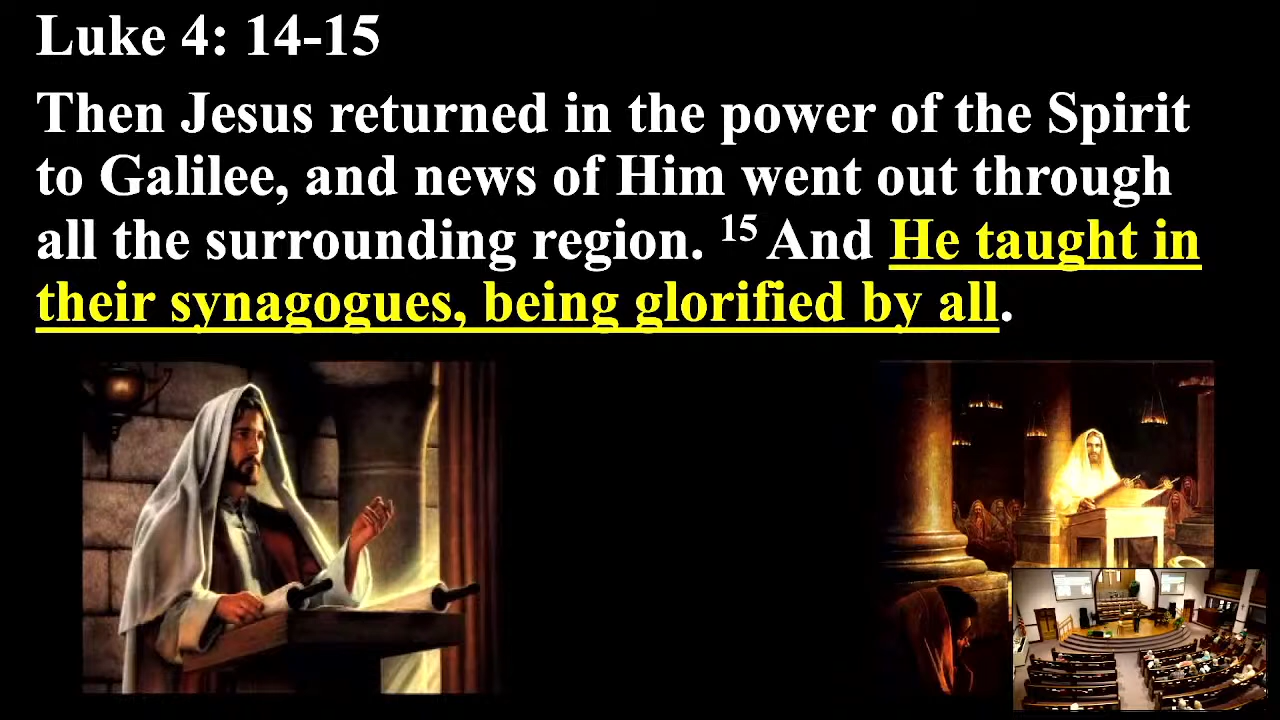 Luke 4: 14-15
Then Jesus returned in the power of the Spirit
to Galilee, and news of Him went out through
all the surrounding region. 15 And He taught in
their synagogues, being glorified by all.